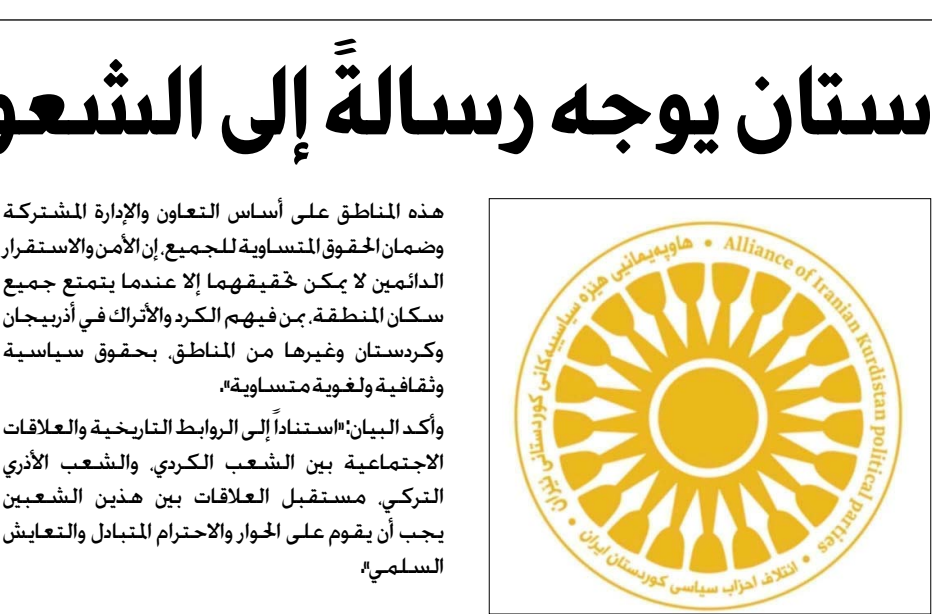 ستان يوجه رسالةً إلى الشعو
هذه المناطق على أساس التعاون والإدارة المشتركة
وضمان الحقوق المتساوية للجميع، إن الأمن والاستقرار
الدائمين لا يمكن تحقيقهما إلا عندما يتمتع جميع
سكان المنطقة، بمن فيهم الكرد والأتراك في أذربيجان
وكردستان وغيرها من المناطق، بحقوق سياسية
وثقافية ولغوية متساوية".
وأكد البيان: "استناداً إلى الروابط التاريخية والعلاقات
الاجتماعية بين الشعب الكردي، والشعب الأذري
التركي، مستقبل العلاقات بين هذين الشعبين
يجب أن يقوم على الحوار والاحترام المتبادل والتعايش
السلمي".
هاوپەیمانیی هێزە سیاسییەکانی کوردستانی ئێران
Alliance of Iranian Kurdistan political parties
ائتلاف احزاب سیاسی کوردستان ایران